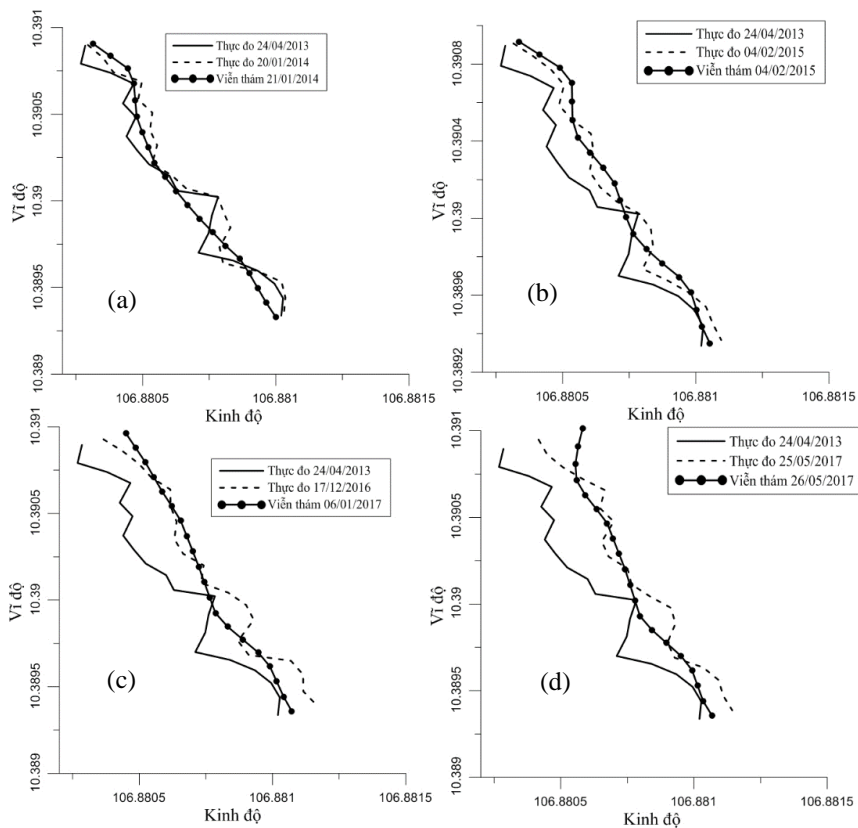 10.391
10.3905
10.39
10.3895
10.389
Vĩ độ
Thực đo 24/04/2013
Thực đo 20/01/2014
Viễn thám 21/01/2014
(a)
106.8805
106.881
106.8815
Kinh độ
10.3908
10.3904
10.39
10.3896
10.3892
Vĩ độ
Thực đo 24/04/2013
Thực đo 04/02/2015
Viễn thám 04/02/2015
(b)
106.8805
106.881
106.8815
Kinh độ
10.391
10.3905
10.39
10.3895
10.389
Vĩ độ
Thực đo 24/04/2013
Thực đo 17/12/2016
Viễn thám 06/01/2017
(c)
106.8805
106.881
106.8815
Kinh độ
10.391
10.3905
10.39
10.3895
10.389
Vĩ độ
Thực đo 24/04/2013
Thực đo 25/05/2017
Viễn thám 26/05/2017
(d)
106.8805
106.881
106.8815
Kinh độ